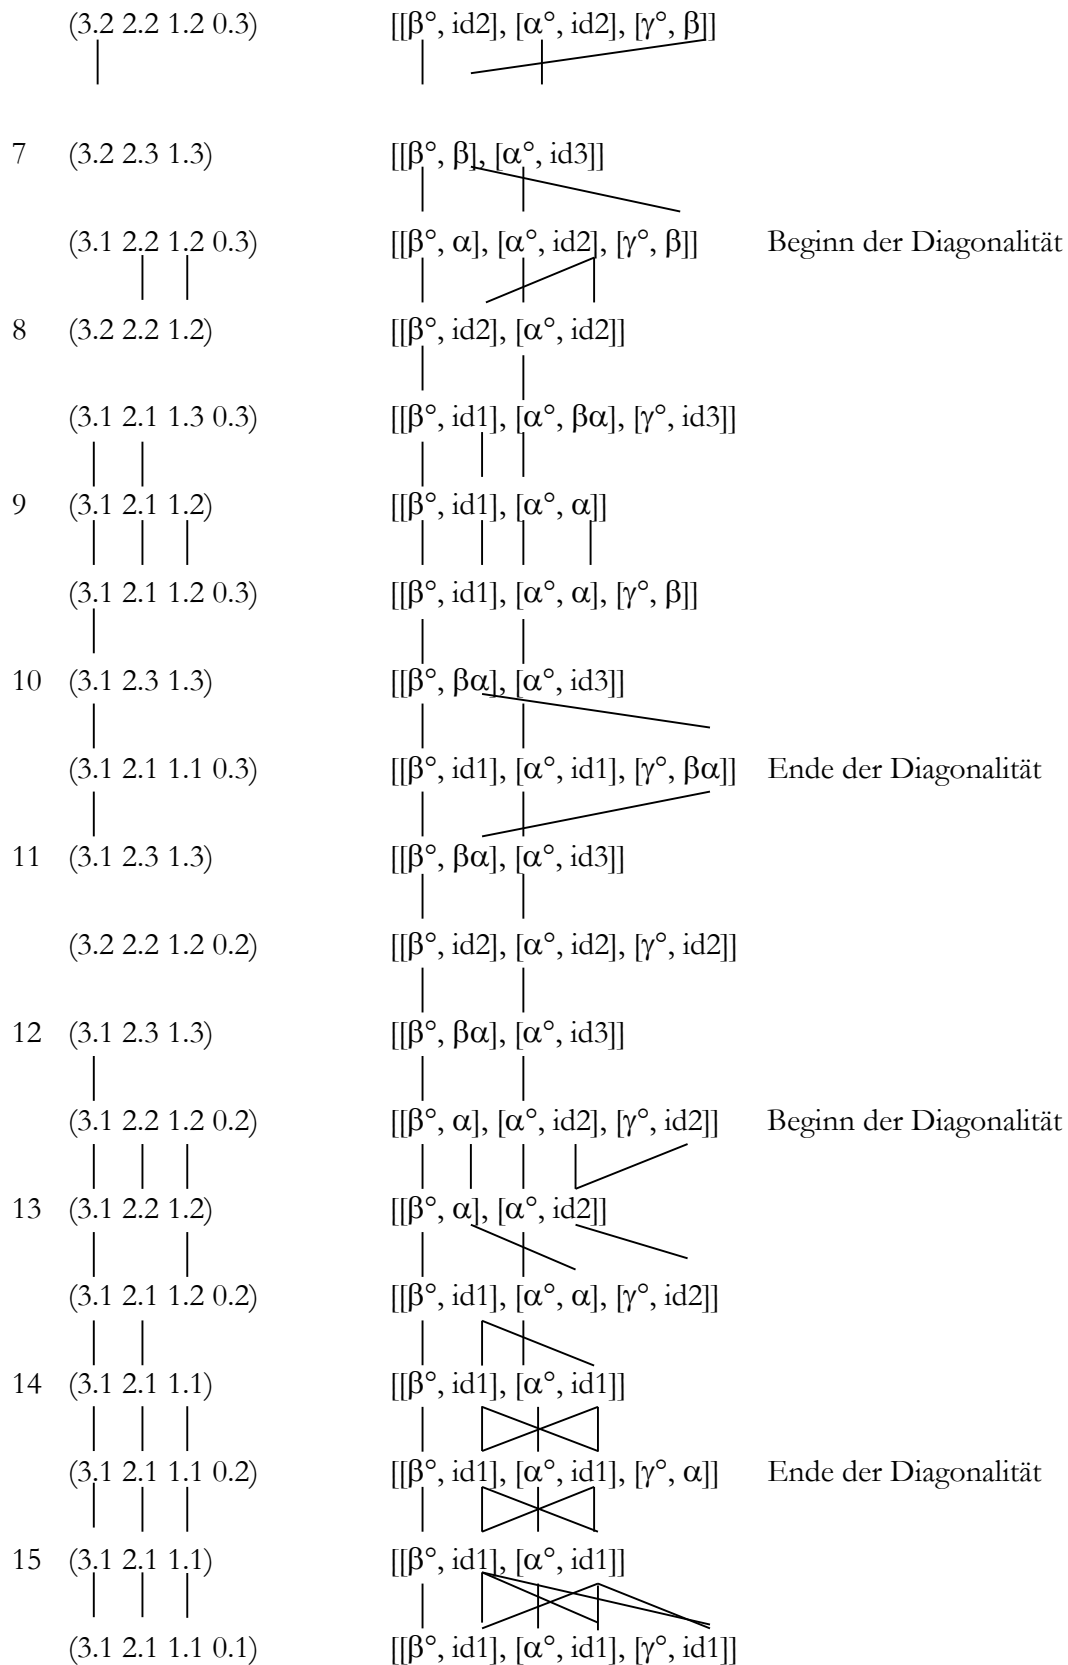 (3.2 2.2 1.2 0.3) [[β°, id2], [α°, id2], [γ°, β]]
7 (3.2 2.3 1.3) [[β°, β], [α°, id3]]
(3.1 2.2 1.2 0.3) [[β°, α], [α°, id2], [γ°, β]] Beginn der Diagonalität
8 (3.2 2.2 1.2) [[β°, id2], [α°, id2]]
(3.1 2.1 1.3 0.3) [[β°, id1], [α°, βα], [γ°, id3]]
9 (3.1 2.1 1.2) [[β°, id1], [α°, α]]
(3.1 2.1 1.2 0.3) [[β°, id1], [α°, α], [γ°, β]]
10 (3.1 2.3 1.3) [[β°, βα], [α°, id3]]
(3.1 2.1 1.1 0.3) [[β°, id1], [α°, id1], [γ°, βα]] Ende der Diagonalität
11 (3.1 2.3 1.3) [[β°, βα], [α°, id3]]
(3.2 2.2 1.2 0.2) [[β°, id2], [α°, id2], [γ°, id2]]
12 (3.1 2.3 1.3) [[β°, βα], [α°, id3]]
(3.1 2.2 1.2 0.2) [[β°, α], [α°, id2], [γ°, id2]] Beginn der Diagonalität
13 (3.1 2.2 1.2) [[β°, α], [α°, id2]]
(3.1 2.1 1.2 0.2) [[β°, id1], [α°, α], [γ°, id2]]
14 (3.1 2.1 1.1) [[β°, id1], [α°, id1]]
(3.1 2.1 1.1 0.2) [[β°, id1], [α°, id1], [γ°, α]] Ende der Diagonalität
15 (3.1 2.1 1.1) [[β°, id1], [α°, id1]]
(3.1 2.1 1.1 0.1) [[β°, id1], [α°, id1], [γ°, id1]]